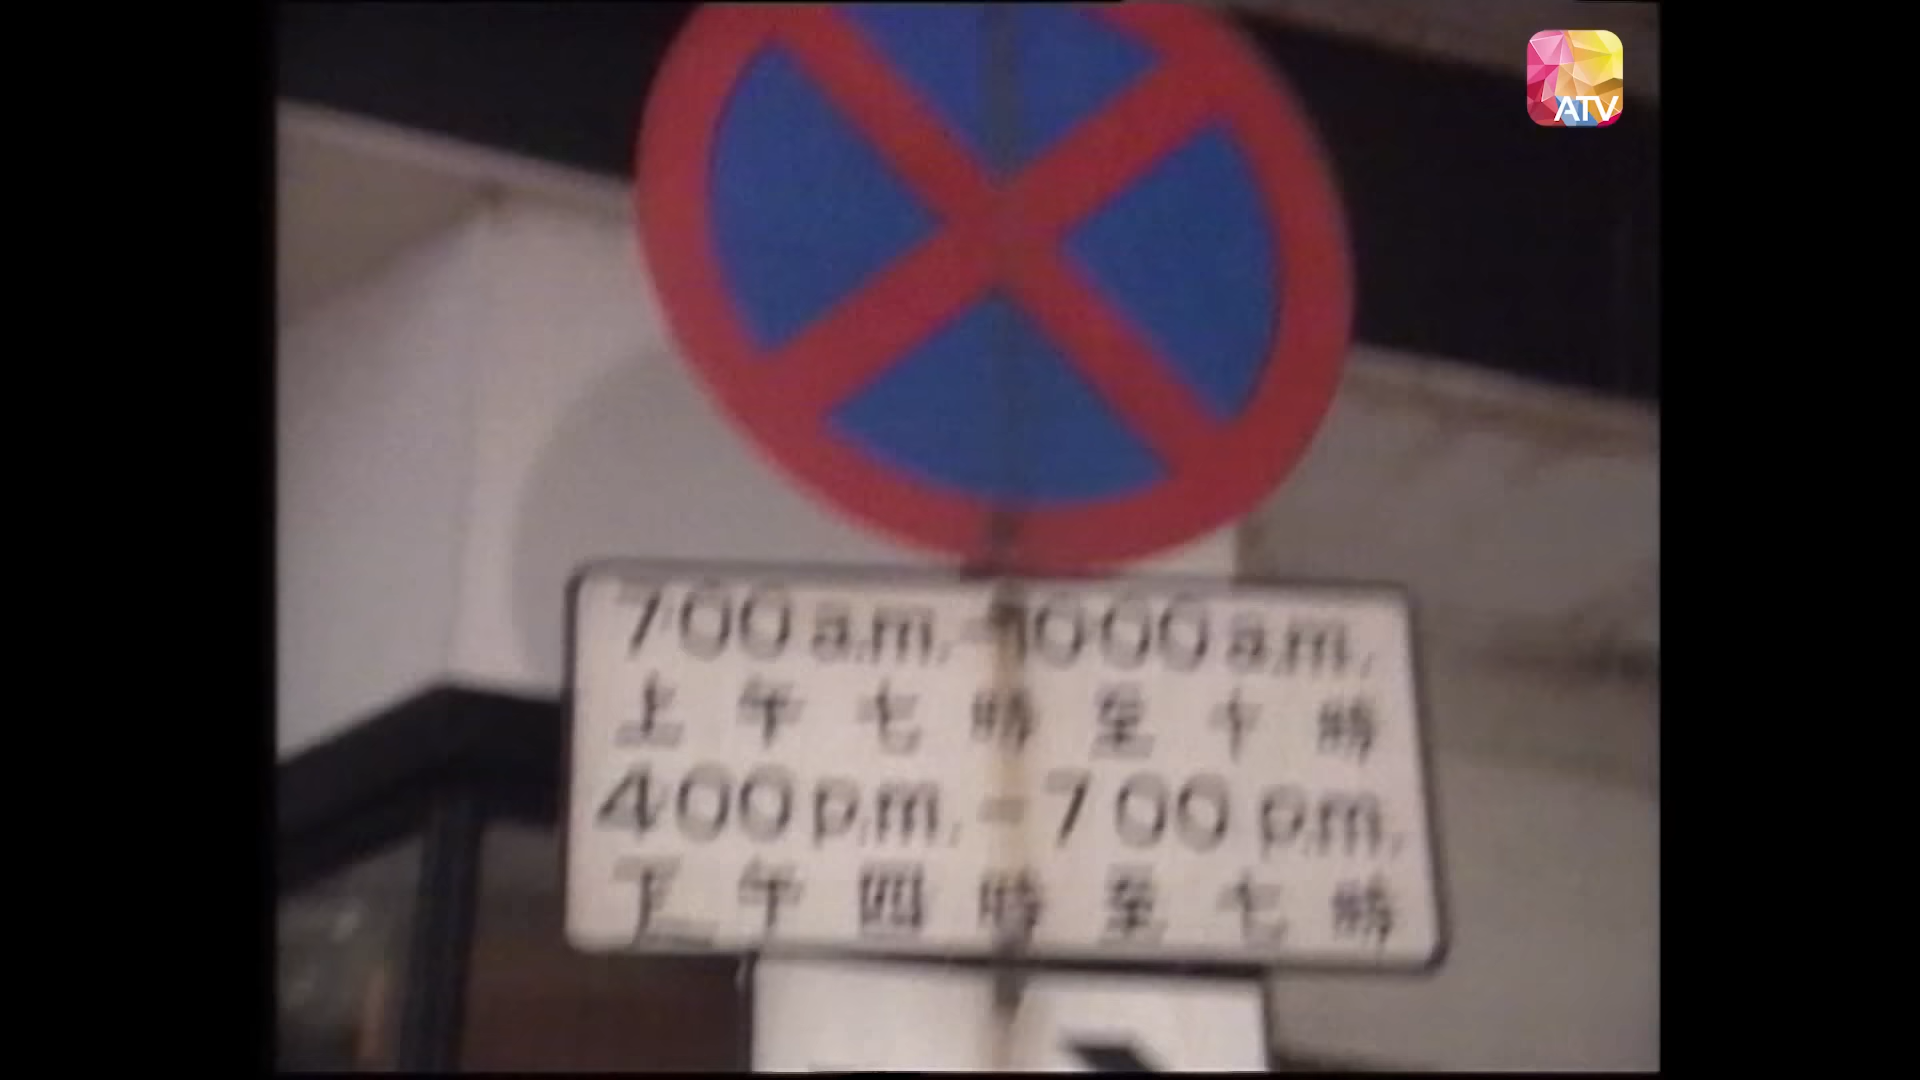 ATV
7.00 a.m. - 10.00 a.m.
上午七時至十時
4.00 p.m. - 7.00 p.m.
下午四時至七時